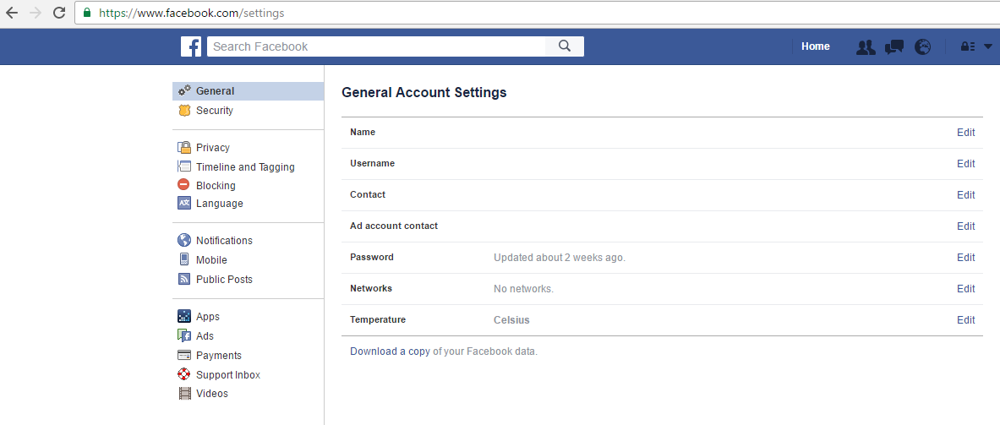 https://www.facebook.com/settings
f Search Facebook Home
General
Security
Privacy
Timeline and Tagging
Blocking
Language
Notifications
Mobile
Public Posts
Apps
Ads
Payments
Support Inbox
Videos
General Account Settings
Name Edit
Username Edit
Contact Edit
Ad account contact Edit
Password Updated about 2 weeks ago. Edit
Networks No networks. Edit
Temperature Celsius Edit
Download a copy of your Facebook data.